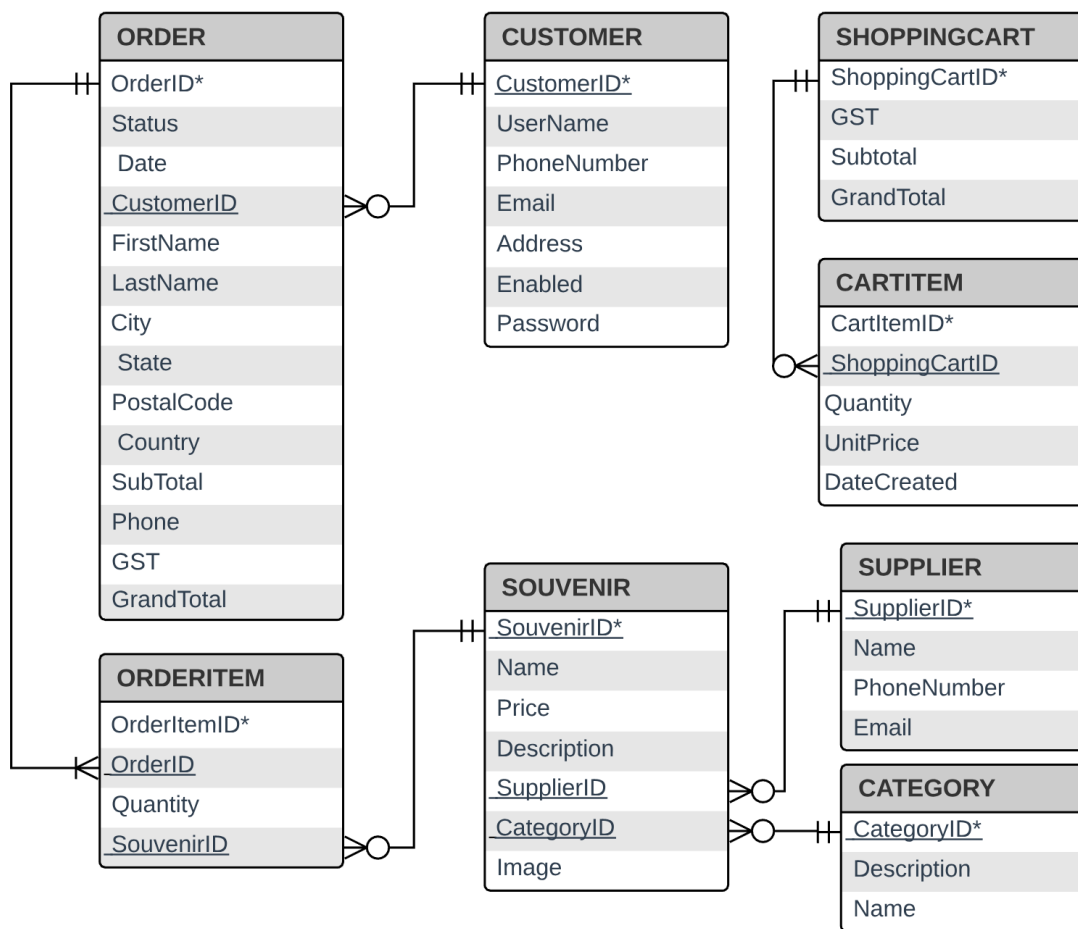 ORDER
OrderID*
Status
Date
CustomerID
FirstName
LastName
City
State
PostalCode
Country
SubTotal
Phone
GST
GrandTotal
ORDERITEM
OrderItemID*
OrderID
Quantity
SouvenirID
CUSTOMER
CustomerID*
UserName
PhoneNumber
Email
Address
Enabled
Password
SOUVENIR
SouvenirID*
Name
Price
Description
SupplierID
CategoryID
Image
SHOPPINGCART
ShoppingCartID*
GST
Subtotal
GrandTotal
CARTITEM
CartItemID*
ShoppingCartID
Quantity
UnitPrice
DateCreated
SUPPLIER
SupplierID*
Name
PhoneNumber
Email
CATEGORY
CategoryID*
Description
Name